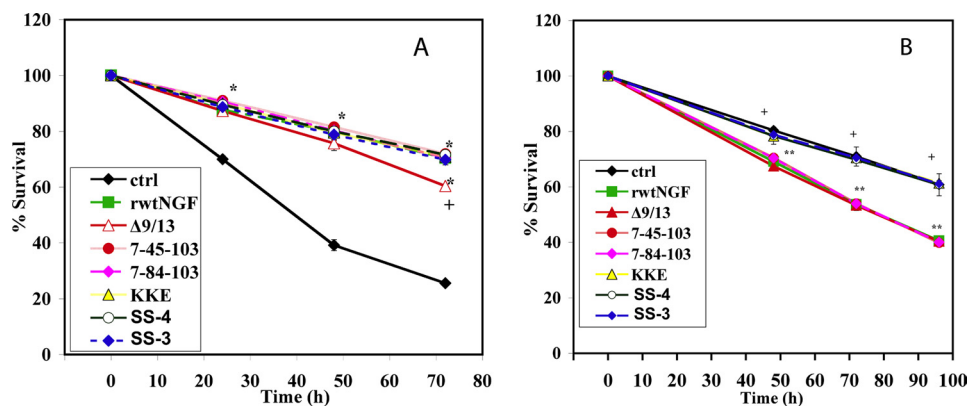 A
% Survival
120
100
80
60
40
20
0
*
*
*
*
+
ctrl
rwtNGF
Δ9/13
7-45-103
7-84-103
KKE
SS-4
SS-3
0 10 20 30 40 50 60 70 80
Time (h)
B
% Survival
120
100
80
60
40
20
0
+
+
+
**
**
**
ctrl
rwtNGF
Δ9/13
7-45-103
7-84-103
KKE
SS-4
SS-3
0 10 20 30 40 50 60 70 80 90 100
Time (h)